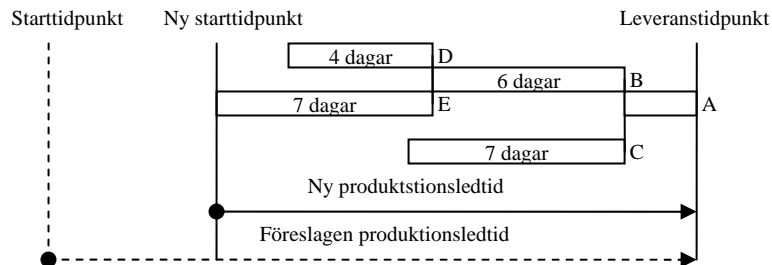 Starttidpunkt Ny starttidpunkt Leveranstidpunkt
4 dagar D
6 dagar B
7 dagar E A
7 dagar C
Ny produktstionsledtid
Föreslagen produktionsledtid